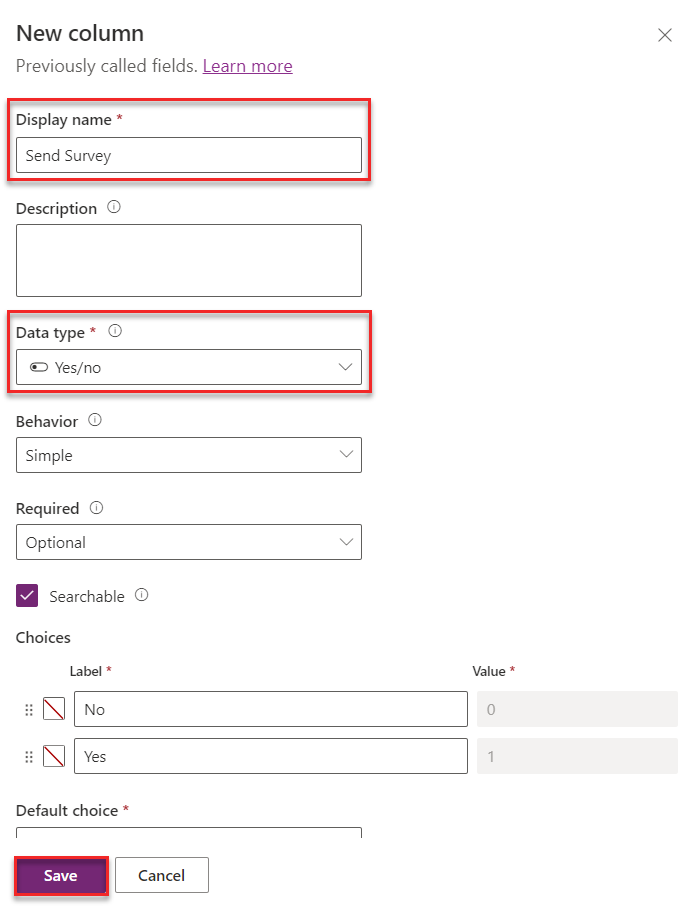 New column
Previously called fields. Learn more
Display name *
Send Survey
Description
Data type *
Yes/no
Behavior
Simple
Required
Optional
Searchable
Choices
Label * Value *
No 0
Yes 1
Default choice *
Save Cancel